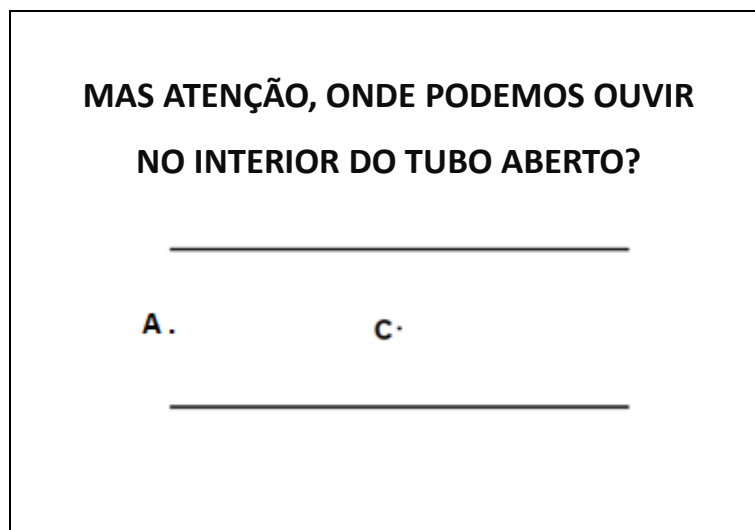 MAS ATENÇÃO, ONDE PODEMOS OUVIR
NO INTERIOR DO TUBO ABERTO?
A . C ·